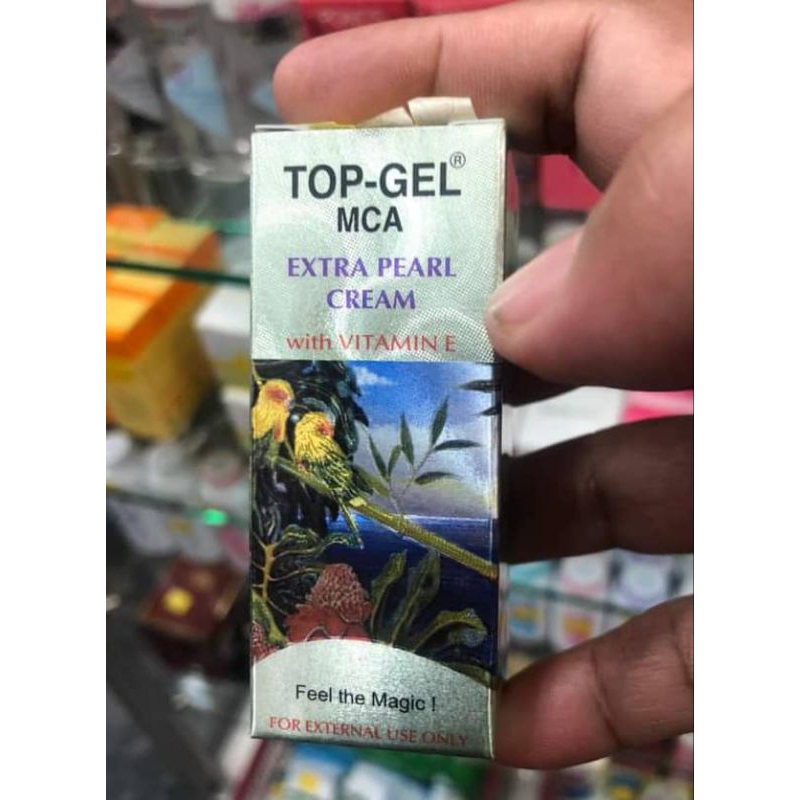 TOP-GEL®
MCA
EXTRA PEARL
CREAM
with VITAMIN E
Feel the Magic !
FOR EXTERNAL USE ONLY